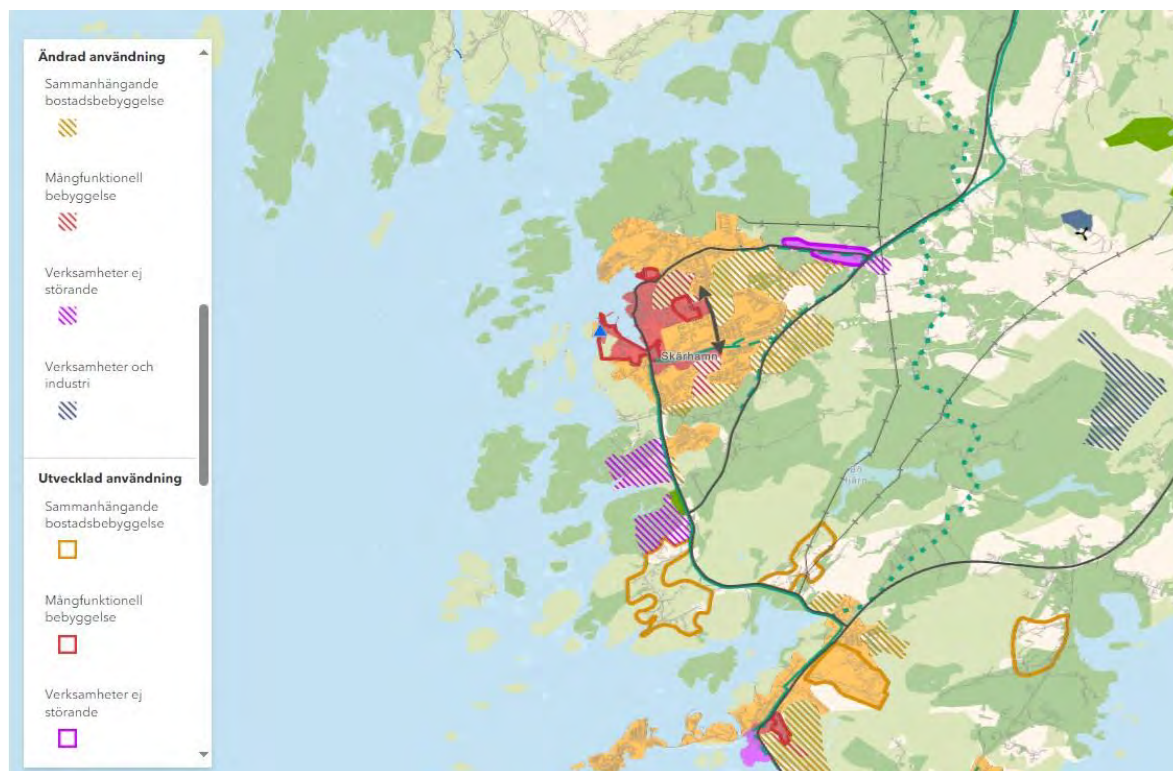 Ändrad användning
Sammanhängande
bostadsbebyggelse
Mångfunktionell
bebyggelse
Verksamheter ej
störande
Verksamheter och
industri
Utvecklad användning
Sammanhängande
bostadsbebyggelse
Mångfunktionell
bebyggelse
Verksamheter ej
störande
Skärhamn